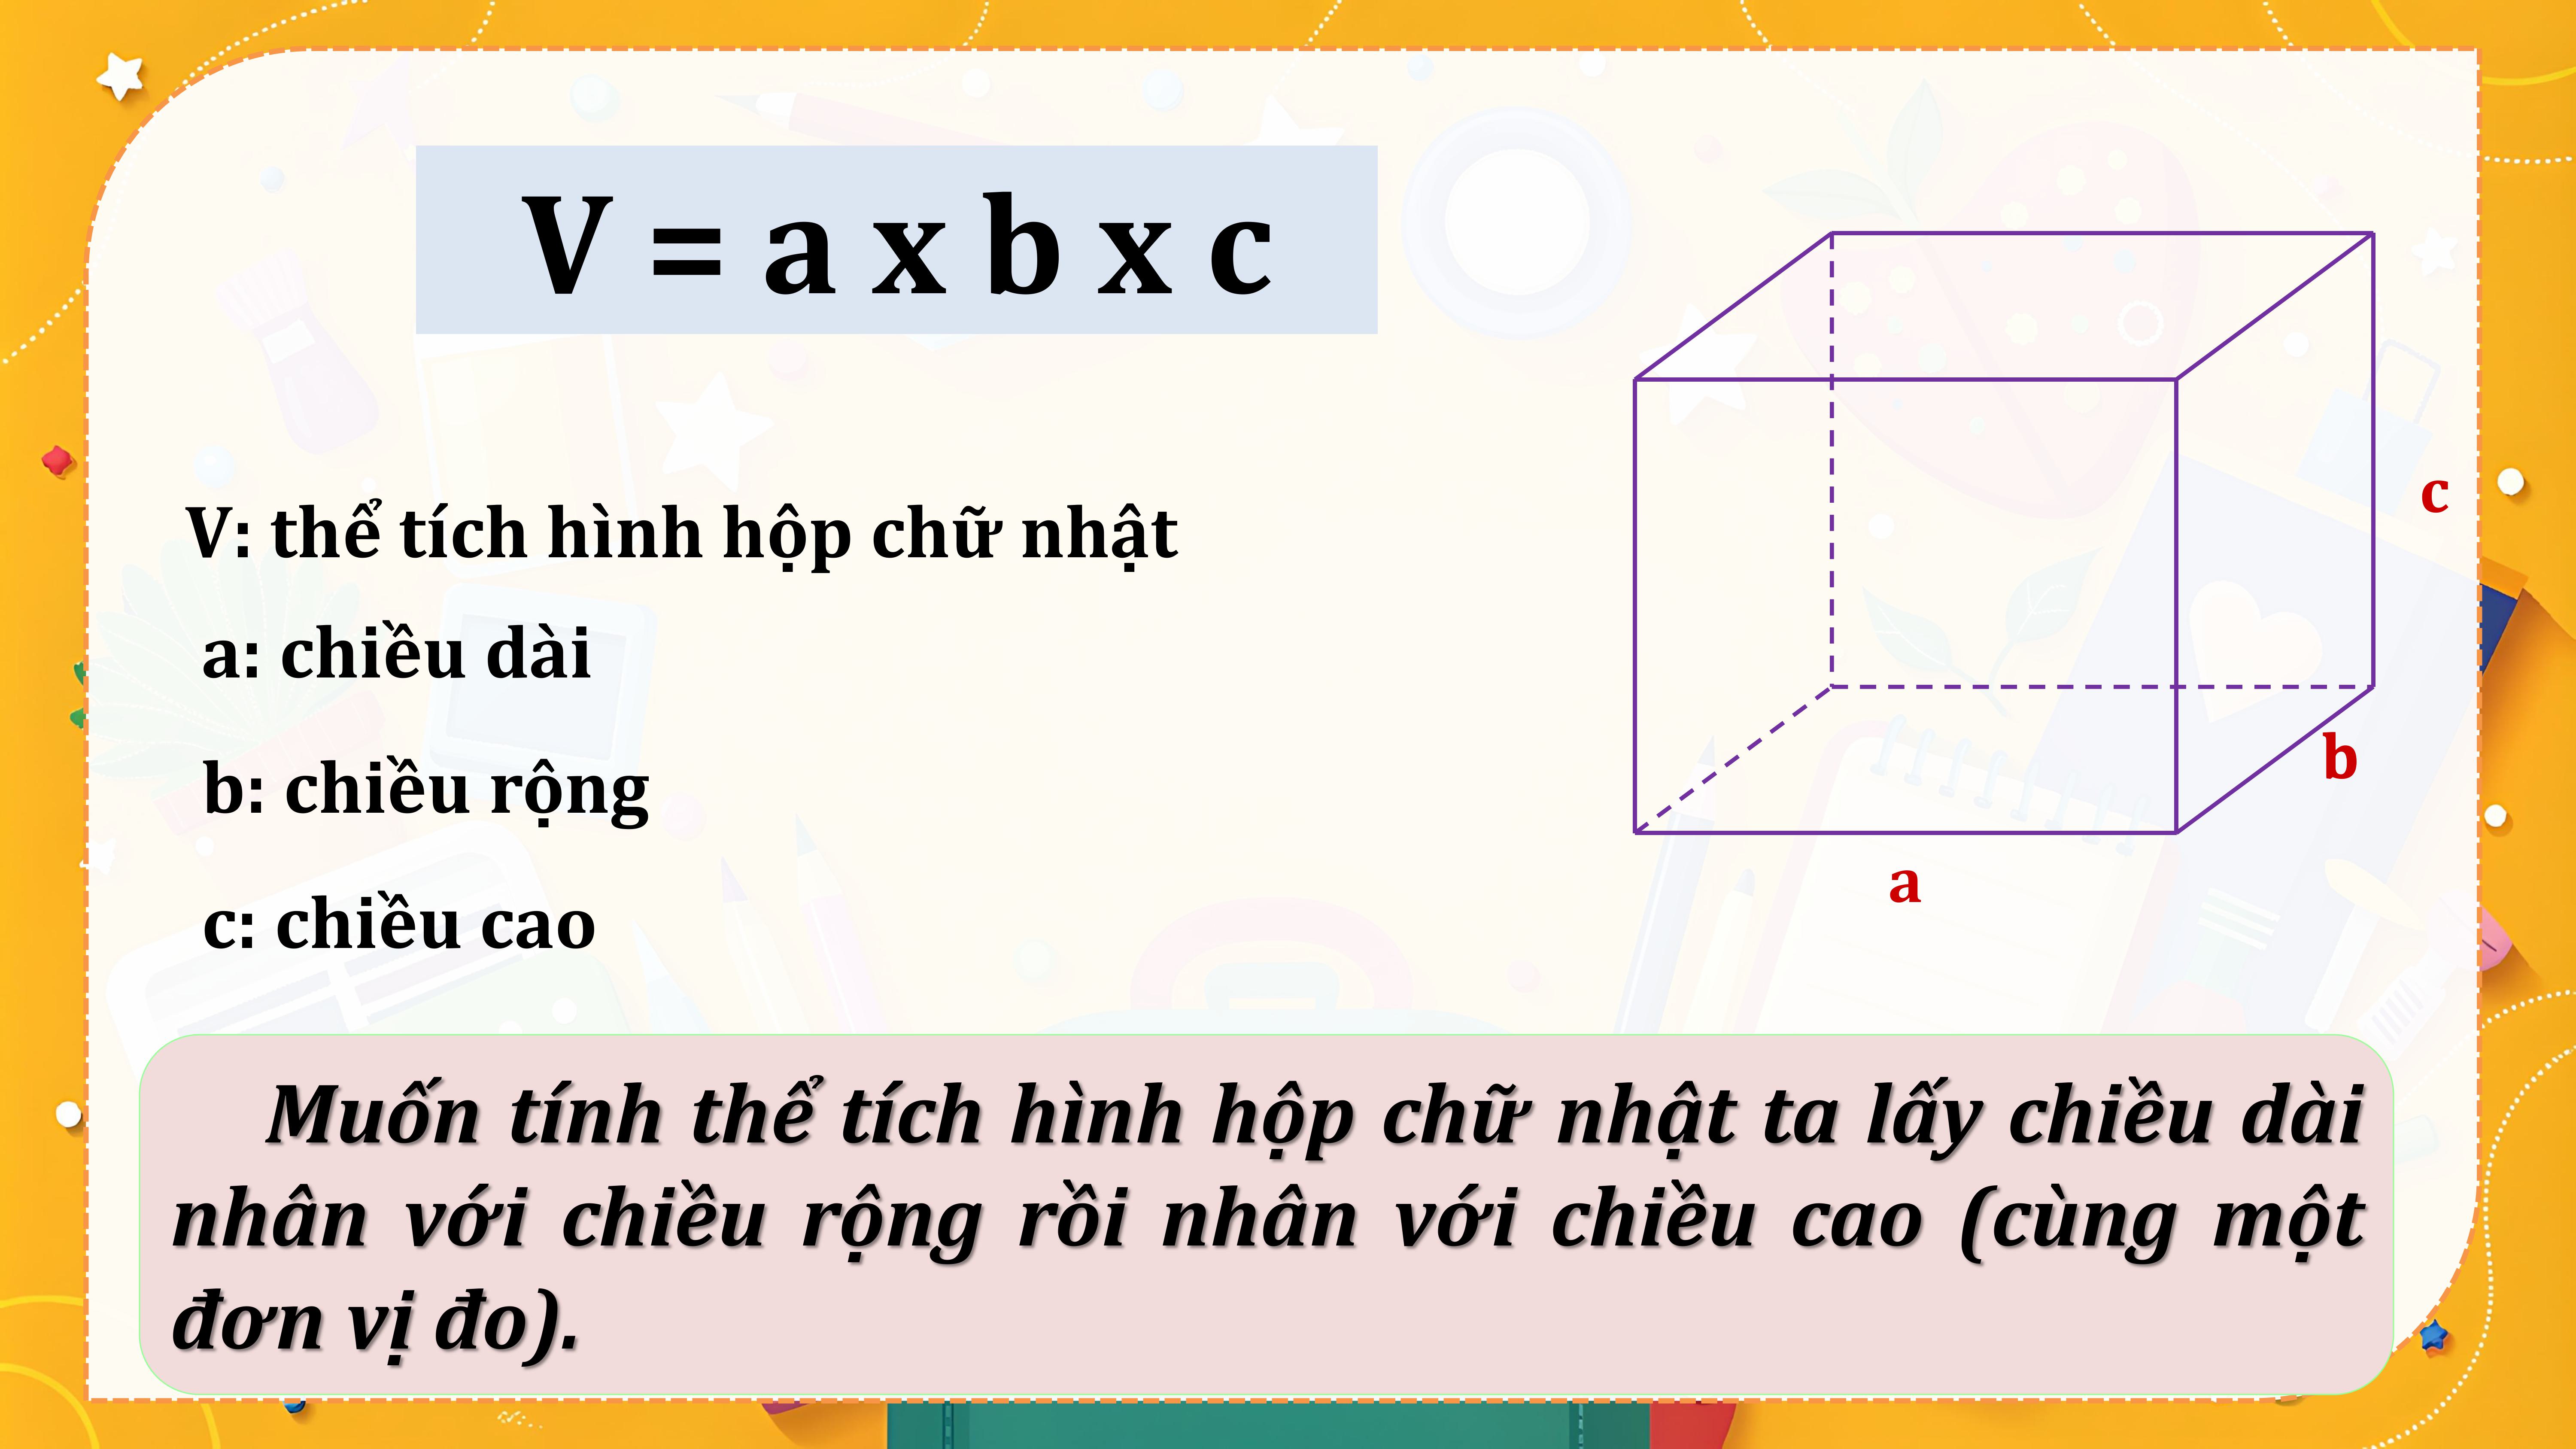 V = a x b x c
V: thể tích hình hộp chữ nhật
a: chiều dài
b: chiều rộng
c: chiều cao
c
b
a
Muốn tính thể tích hình hộp chữ nhật ta lấy chiều dài
nhân với chiều rộng rồi nhân với chiều cao (cùng một
đơn vị đo).